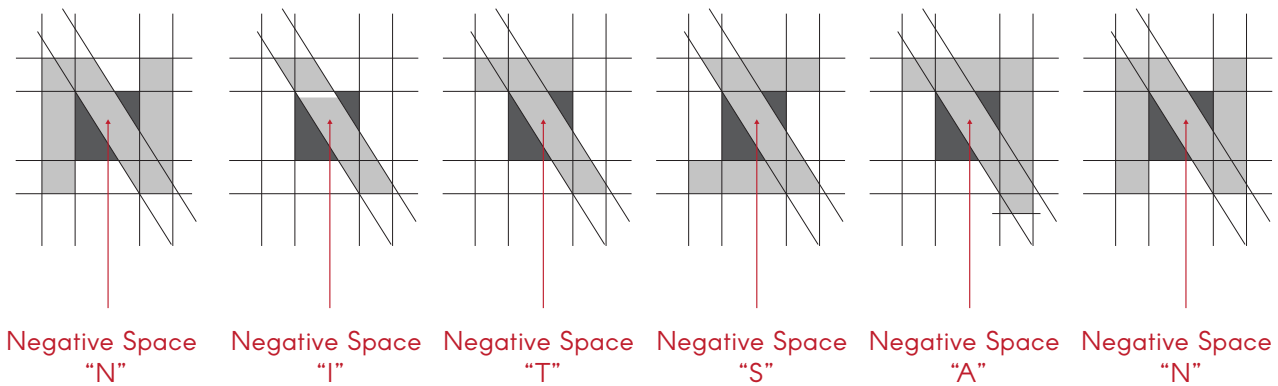 Negative Space
“N”
Negative Space
“I”
Negative Space
“T”
Negative Space
“S”
Negative Space
“A”
Negative Space
“N”